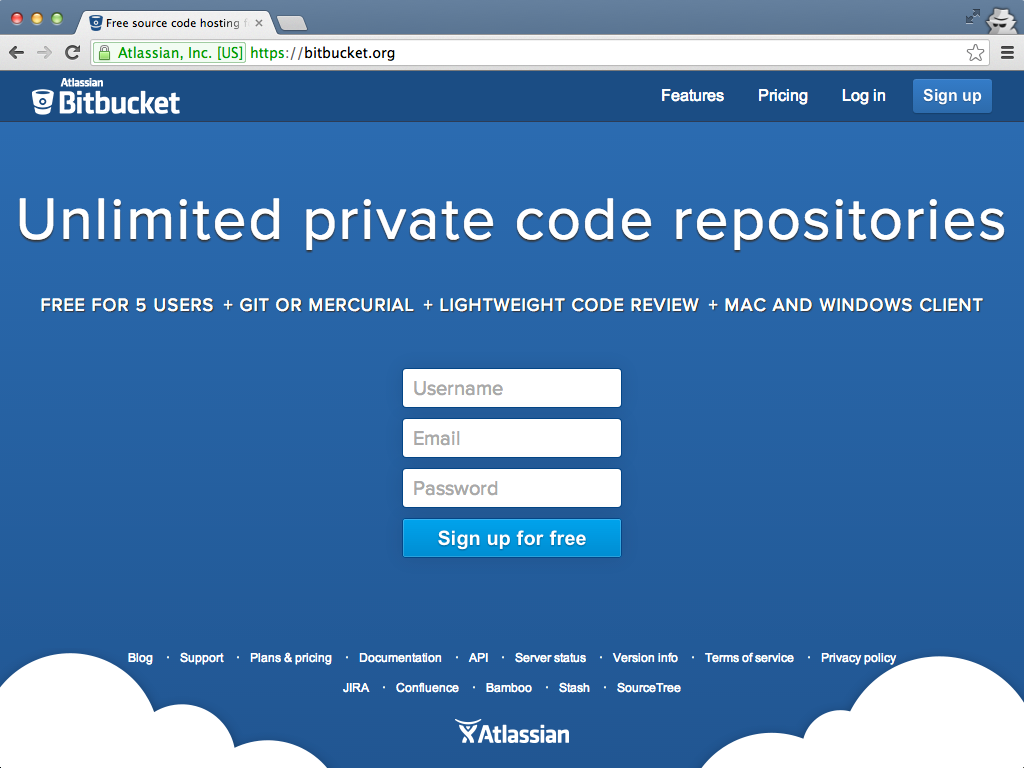 Free source code hosting f
Atlassian, Inc. [US] https://bitbucket.org
Atlassian
Bitbucket
Features Pricing Log in Sign up
Unlimited private code repositories
FREE FOR 5 USERS + GIT OR MERCURIAL + LIGHTWEIGHT CODE REVIEW + MAC AND WINDOWS CLIENT
Username
Email
Password
Sign up for free
Blog · Support · Plans & pricing · Documentation · API · Server status · Version info · Terms of service · Privacy policy
JIRA · Confluence · Bamboo · Stash · SourceTree
Atlassian